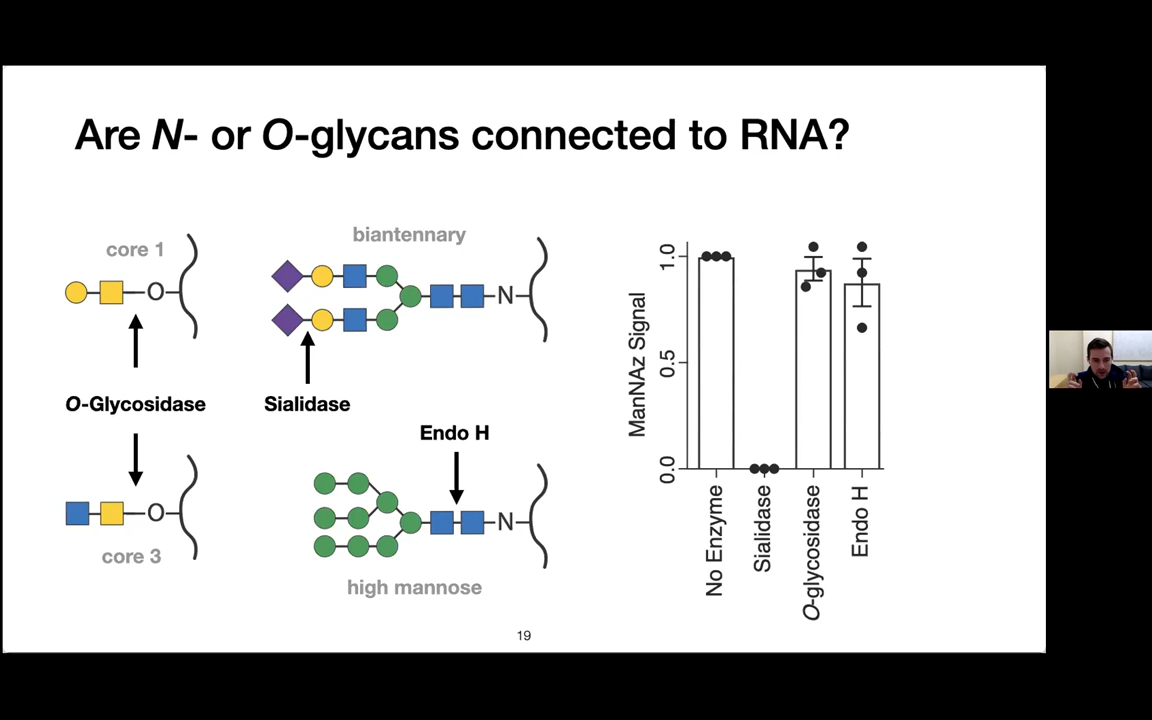 Are N- or O-glycans connected to RNA?
core 1
O
O-Glycosidase
O
core 3
biantennary
N
Sialidase
Endo H
N
high mannose
ManNAz Signal
1.0
0.5
0.0
No Enzyme
Sialidase
O-glycosidase
Endo H
19